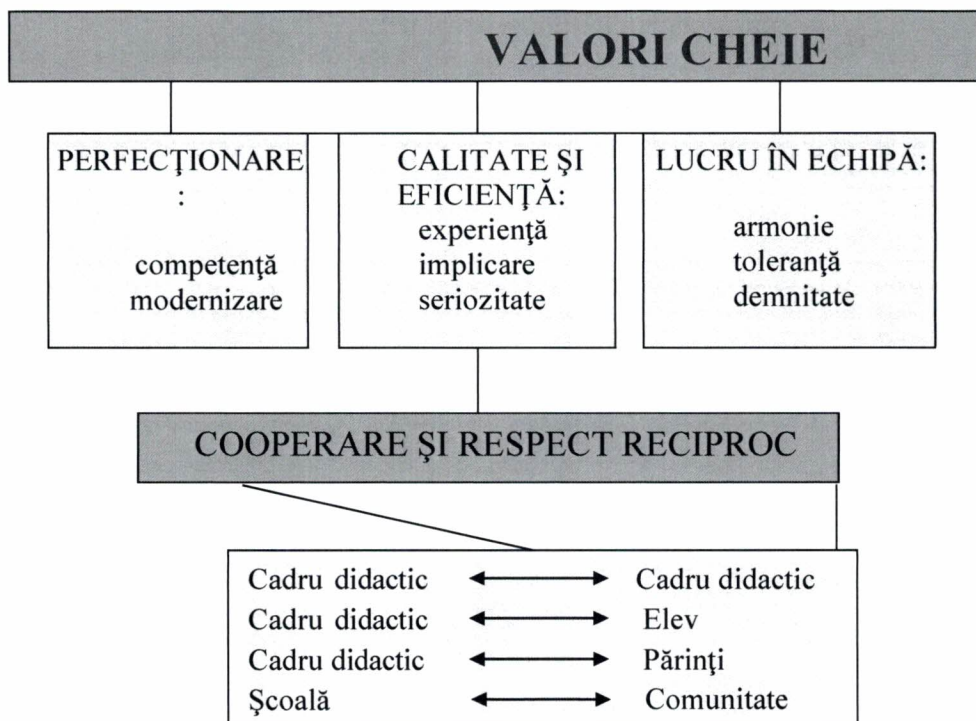 VALORI CHEIE
PERFECŢIONARE
:
competenţă
modernizare
CALITATE ŞI
EFICIENŢĂ:
experienţă
implicare
seriozitate
LUCRU ÎN ECHIPĂ:
armonie
toleranţă
demnitate
COOPERARE ŞI RESPECT RECIPROC
Cadru didactic Cadru didactic
Cadru didactic Elev
Cadru didactic Părinţi
Şcoală Comunitate